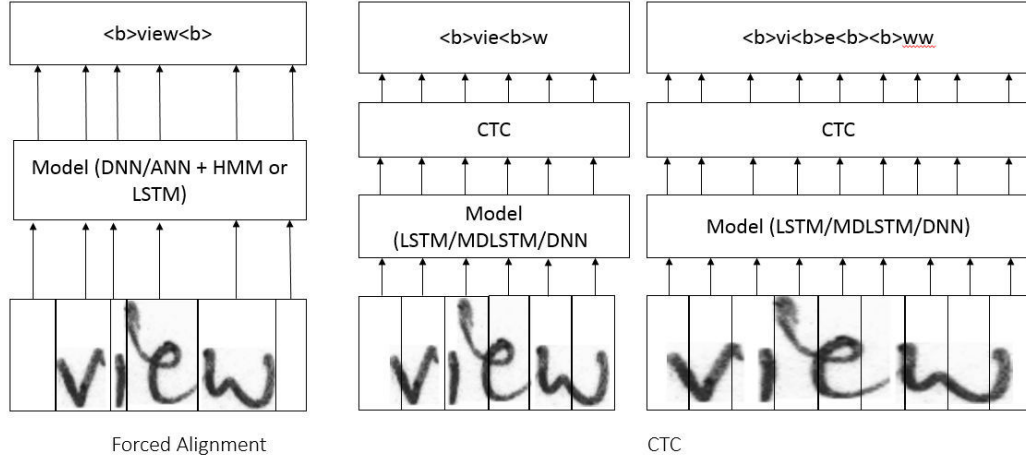 <b>view<b>
Model (DNN/ANN + HMM or
LSTM)
view
Forced Alignment
<b>vie<b>w
CTC
Model
(LSTM/MDLSTM/DNN
view
<b>vi<b>e<b><b>ww
CTC
Model (LSTM/MDLSTM/DNN)
view
CTC